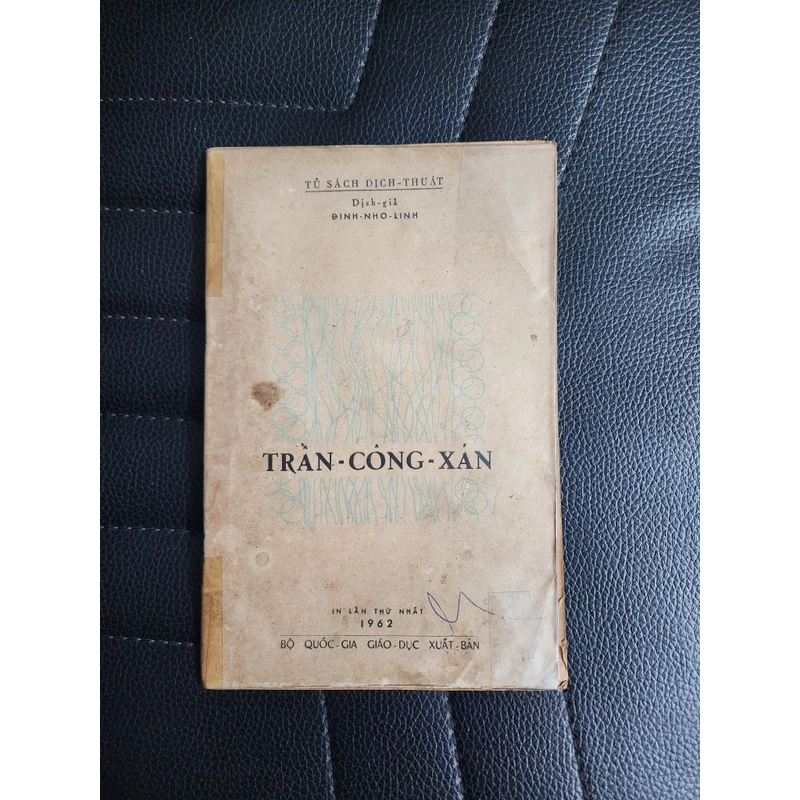 TỦ SÁCH DỊCH-THUẬT
Dịch-giả
ĐINH-NHO-LINH
TRẦN-CÔNG-XÁN
IN LẦN THỨ NHẤT
1962
BỘ QUỐC-GIA GIÁO-DỤC XUẤT-BẢN